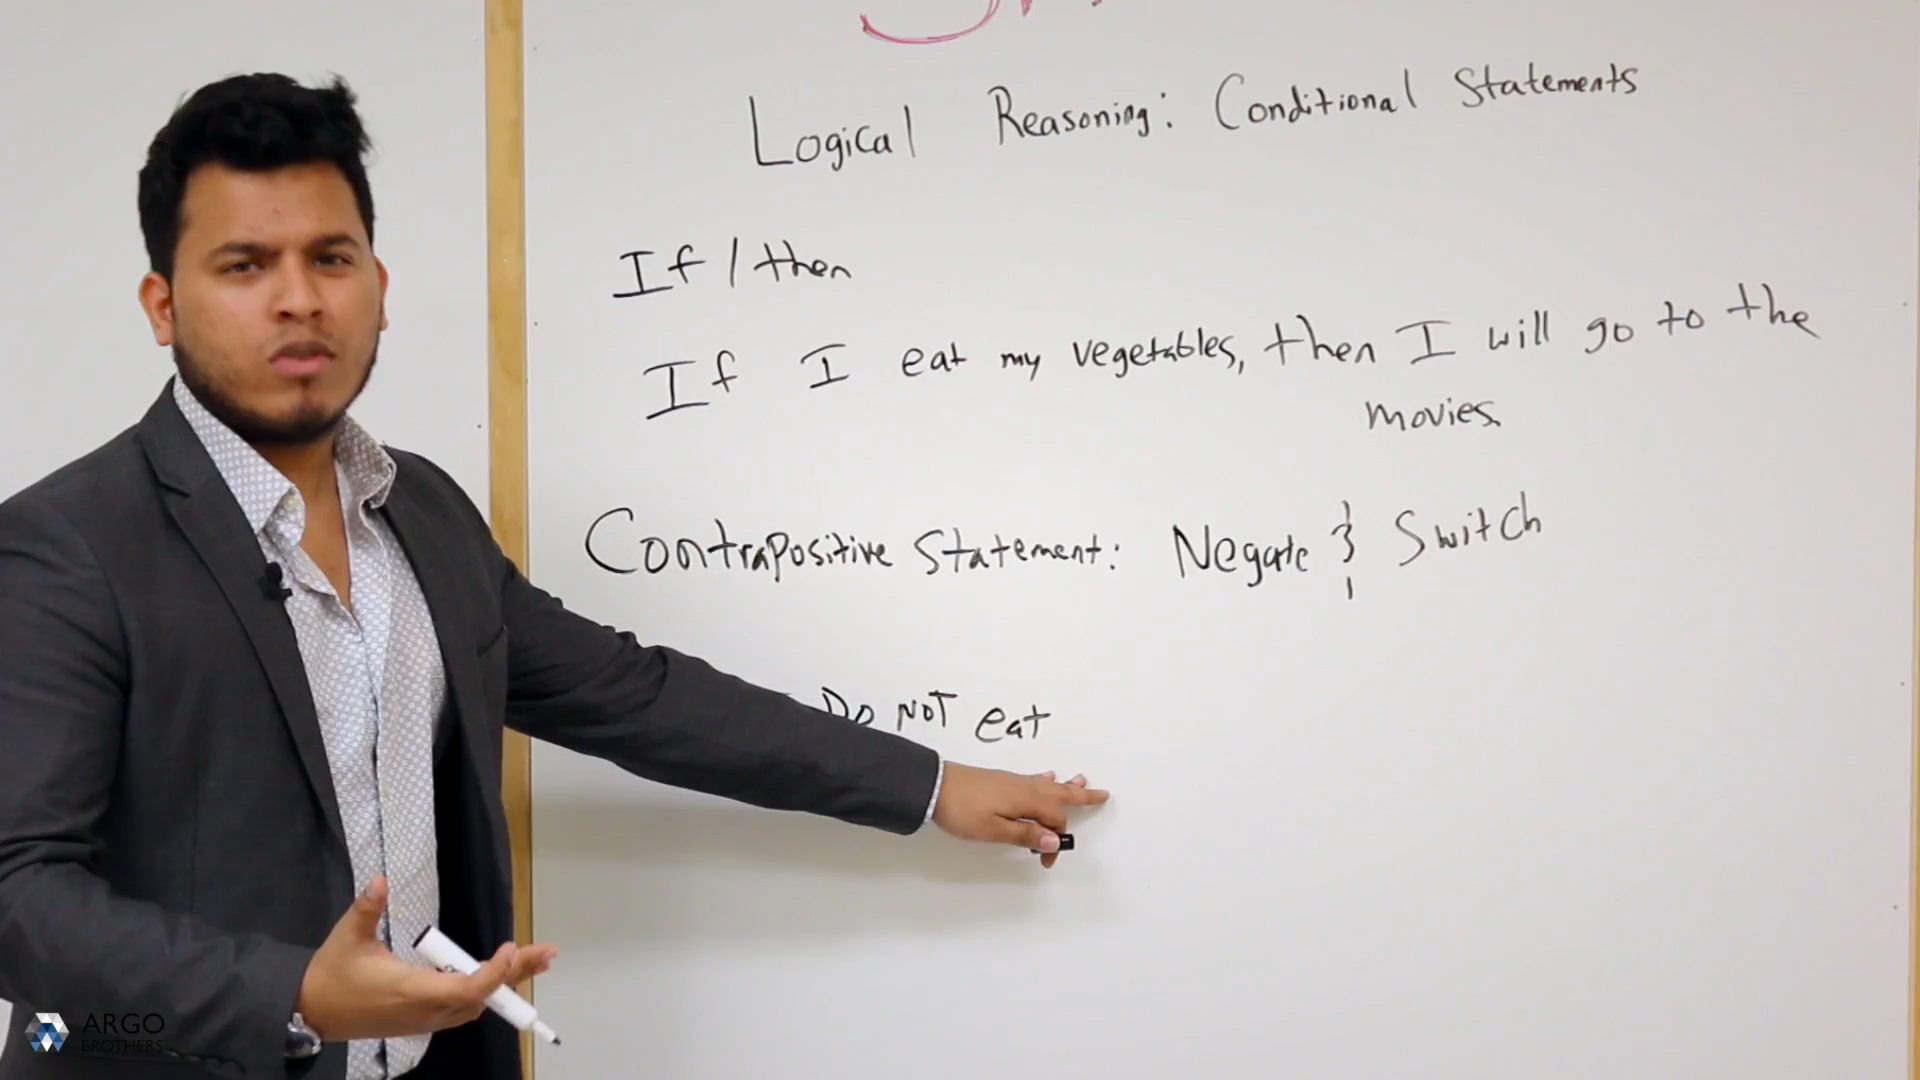 Logical Reasoning: Conditional Statements
If / then
If I eat my vegetables, then I will go to the
movies.
Contrapositive Statement: Negate & Switch
Do NOT eat
ARGO
BROTHERS